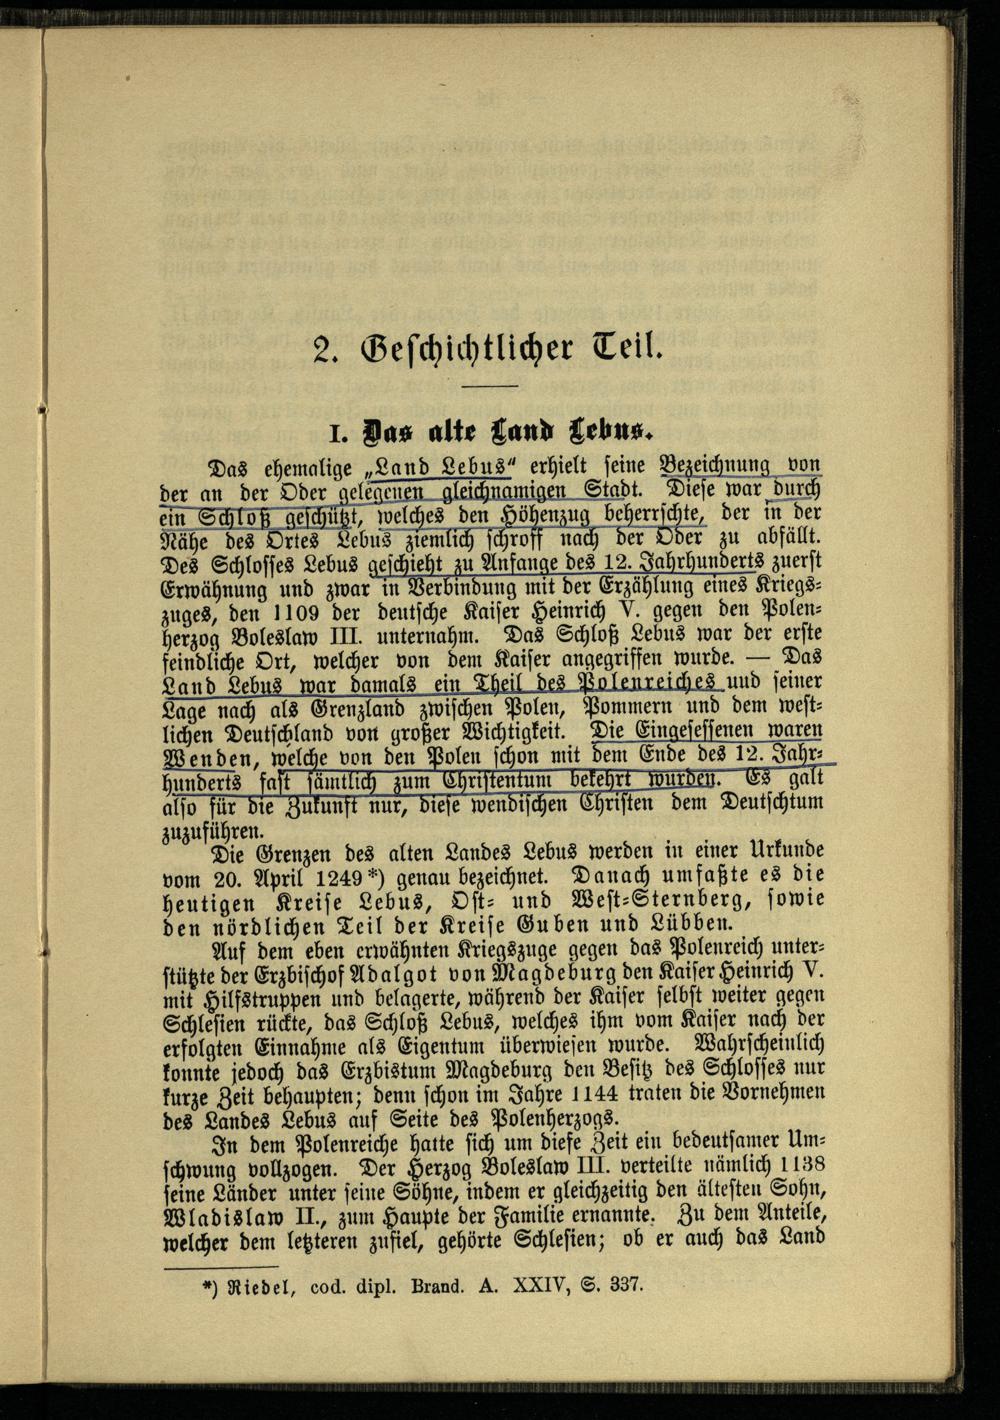 2. Geschichtlicher Teil.
I. Das alte Land Lebus.
Das ehemalige „Land Lebus“ erhielt seine Bezeichnung von
der an der Oder gelegenen gleichnamigen Stadt. Diese war durch
ein Schloß geschützt, welches den Höhenzug beherrschte, der in der
Nähe des Ortes Lebus ziemlich schroff nach der Oder zu abfällt.
Des Schlosses Lebus geschieht zu Anfange des 12. Jahrhunderts zuerst
Erwähnung und zwar in Verbindung mit der Erzählung eines Kriegs-
zuges, den 1109 der deutsche Kaiser Heinrich V. gegen den Polen-
herzog Boleslaw III. unternahm. Das Schloß Lebus war der erste
feindliche Ort, welcher von dem Kaiser angegriffen wurde. — Das
Land Lebus war damals ein Theil des Polenreiches und seiner
Lage nach als Grenzland zwischen Polen, Pommern und dem west-
lichen Deutschland von großer Wichtigkeit. Die Eingesessenen waren
Wenden, welche von den Polen schon mit dem Ende des 12. Jahr-
hunderts fast sämtlich zum Christentum bekehrt wurden. Es galt
also für die Zukunft nur, diese wendischen Christen dem Deutschtum
zuzuführen.
Die Grenzen des alten Landes Lebus werden in einer Urkunde
vom 20. April 1249 *) genau bezeichnet. Danach umfaßte es die
heutigen Kreise Lebus, Ost- und West-Sternberg, sowie
den nördlichen Teil der Kreise Guben und Lübben.
Auf dem eben erwähnten Kriegszuge gegen das Polenreich unter-
stützte der Erzbischof Adalgot von Magdeburg den Kaiser Heinrich V.
mit Hilfstruppen und belagerte, während der Kaiser selbst weiter gegen
Schlesien rückte, das Schloß Lebus, welches ihm vom Kaiser nach der
erfolgten Einnahme als Eigentum überwiesen wurde. Wahrscheinlich
konnte jedoch das Erzbistum Magdeburg den Besitz des Schlosses nur
kurze Zeit behaupten; denn schon im Jahre 1144 traten die Vornehmen
des Landes Lebus auf Seite des Polenherzogs.
In dem Polenreiche hatte sich um diese Zeit ein bedeutsamer Um-
schwung vollzogen. Der Herzog Boleslaw III. verteilte nämlich 1138
seine Länder unter seine Söhne, indem er gleichzeitig den ältesten Sohn,
Wladislaw II., zum Haupte der Familie ernannte. Zu dem Anteile,
welcher dem letzteren zufiel, gehörte Schlesien; ob er auch das Land
*) Riedel, cod. dipl. Brand. A. XXIV, S. 337.